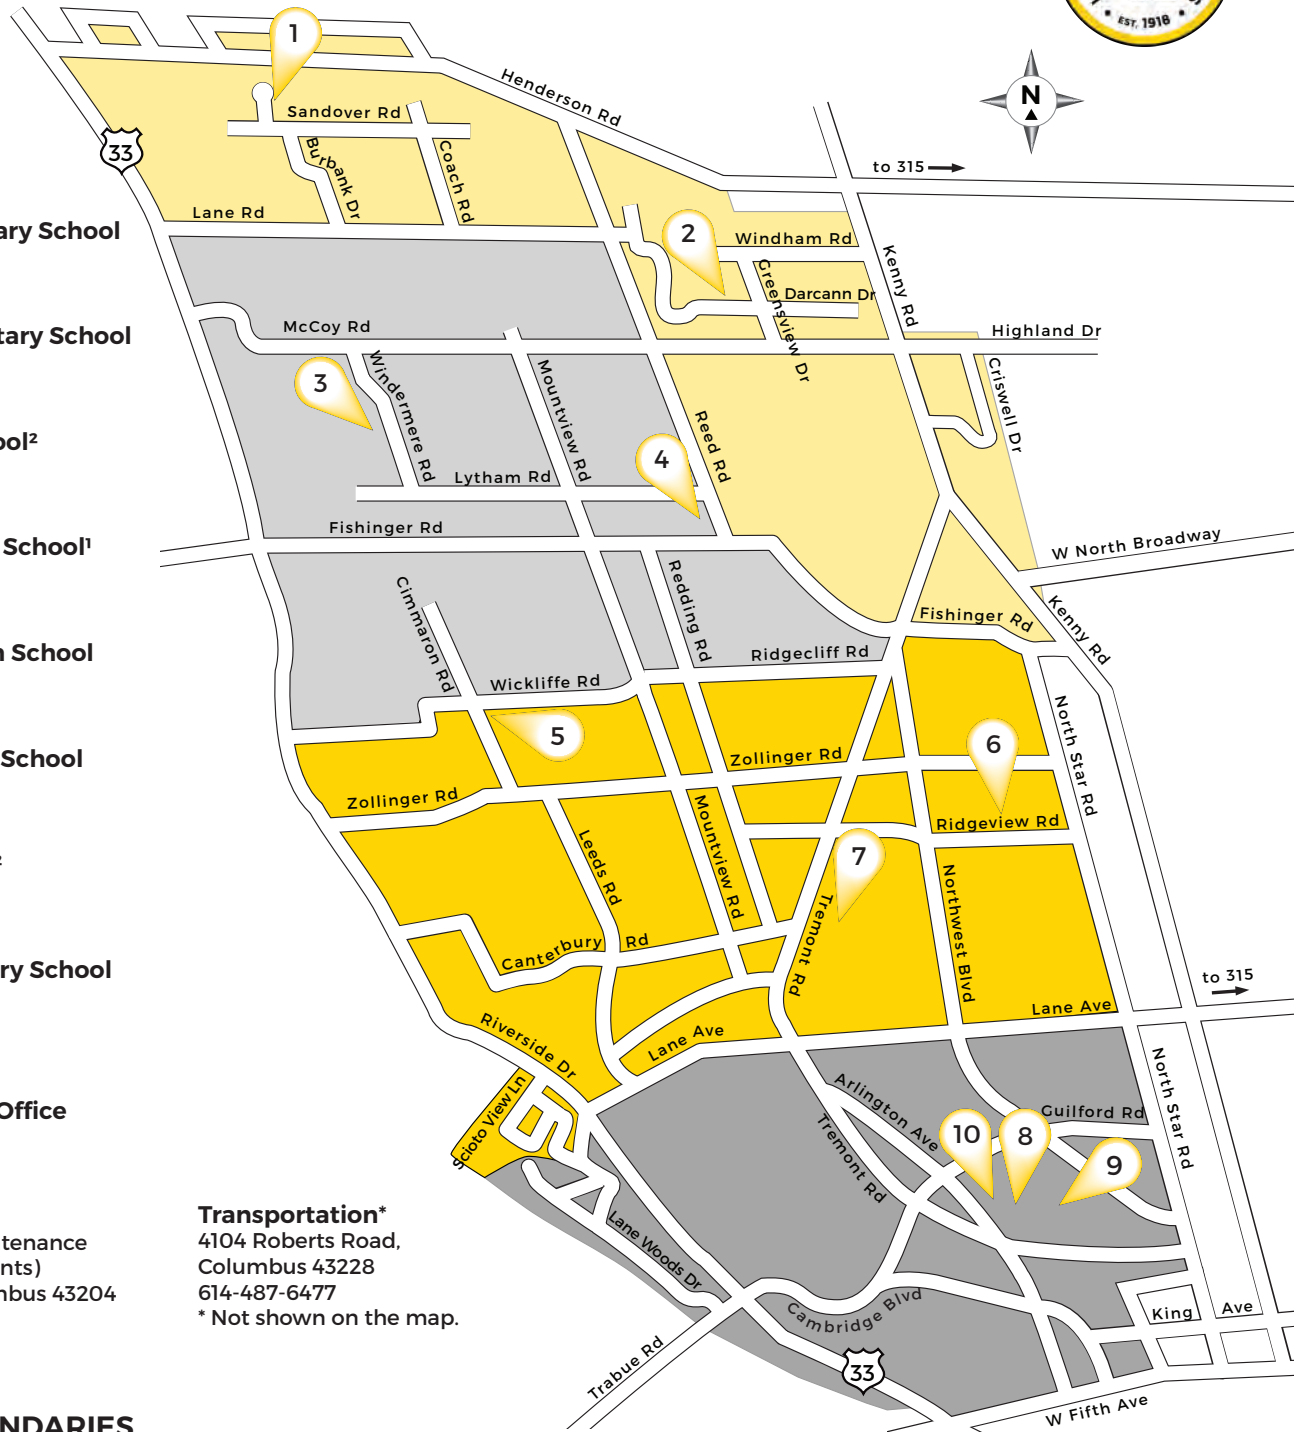 EST. 1918
1
Henderson Rd
N
Sandover Rd
33
Burbank Dr
Coach Rd
to 315
Lane Rd
ary School
2
Windham Rd
Kenny Rd
Greensview Dr
Darcann Dr
tary School
McCoy Rd
Highland Dr
3
Windermere Rd
Mountview Rd
Criswell Dr
Reed Rd
ool²
4
Lytham Rd
Fishinger Rd
School¹
W North Broadway
Cimmaron Rd
Redding Rd
Fishinger Rd
Kenny Rd
h School
Ridgecliff Rd
Wickliffe Rd
5
6
North Star Rd
School
Zollinger Rd
Zollinger Rd
Mountview Rd
Ridgeview Rd
Leeds Rd
7
2
Tremont Rd
Northwest Blvd
Canterbury Rd
ry School
to 315
Lane Ave
Riverside Dr
Lane Ave
Scioto View Ln
North Star Rd
Arlington Ave
Office
Guilford Rd
Tremont Rd
10
8
9
Transportation*
4104 Roberts Road,
Columbus 43228
614-487-6477
* Not shown on the map.
tenance
nts)
mbus 43204
Lane Woods Dr
Cambridge Blvd
King Ave
Trabue Rd
33
W Fifth Ave
NDARIES